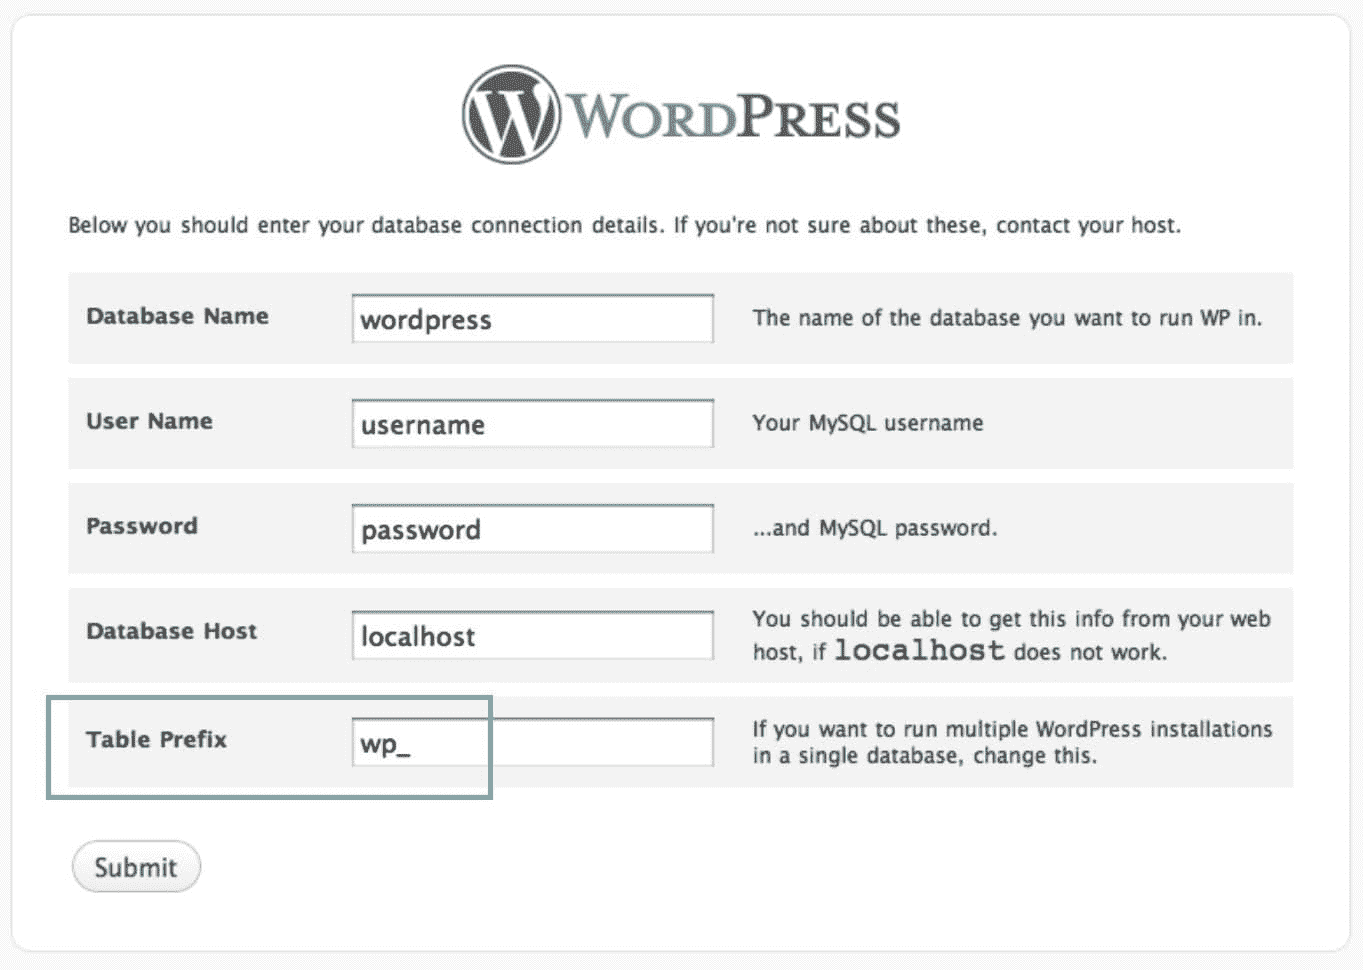 WORDPRESS
Below you should enter your database connection details. If you're not sure about these, contact your host.
Database Name
wordpress
The name of the database you want to run WP in.
User Name
username
Your MySQL username
Password
password
...and MySQL password.
Database Host
localhost
You should be able to get this info from your web
host, if localhost does not work.
Table Prefix
wp_
If you want to run multiple WordPress installations
in a single database, change this.
Submit